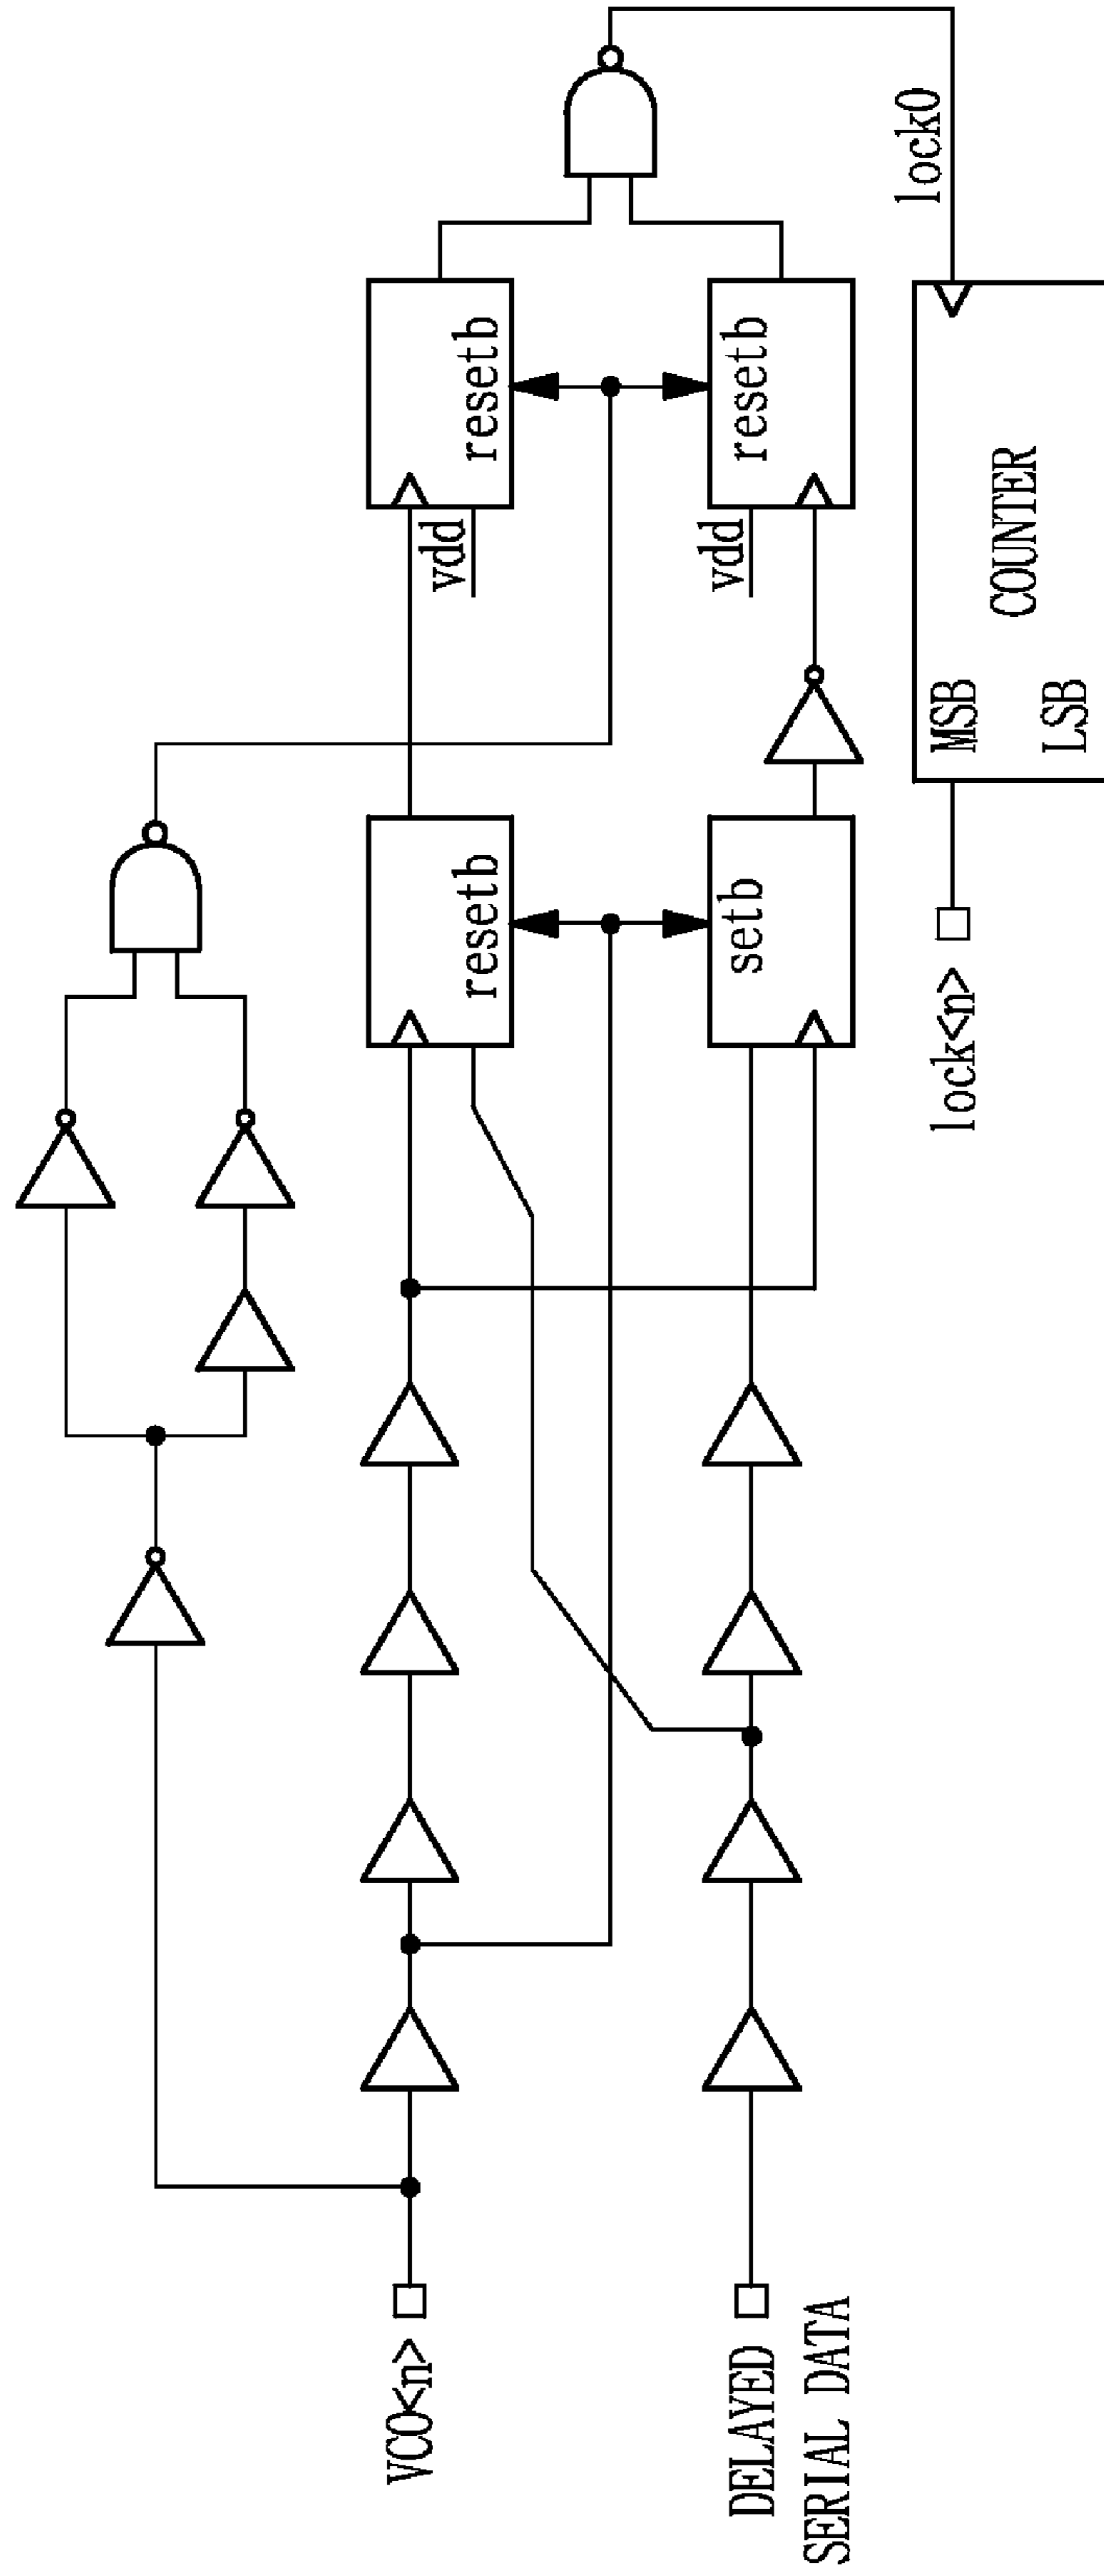 VCO<n>
DELAYED
SERIAL DATA
resetb
setb
vdd
resetb
vdd
resetb
lock0
lock<n>
MSB
LSB
COUNTER